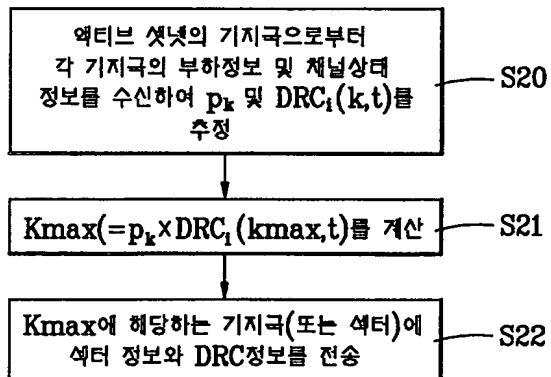 액티브 셋넷의 기지국으로부터
각 기지국의 부하정보 및 채널상태
정보를 수신하여 pk 및 DRCi(k,t)를
추정
S20
Kmax(=pk×DRCi(kmax,t)를 계산
S21
Kmax에 해당하는 기지국(또는 섹터)에
섹터 정보와 DRC정보를 전송
S22